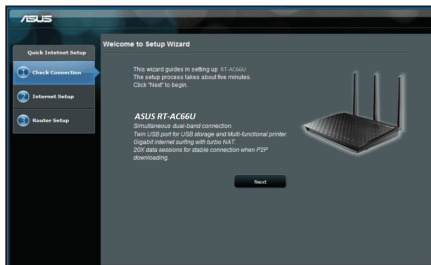 ASUS
Quick Internet Setup
1 Check Connection
2 Internet Setup
3 Router Setup
Welcome to Setup Wizard
This wizard guides in setting up RT-AC66U
The setup process takes about five minutes.
Click "Next" to begin.
ASUS RT-AC66U
Simultaneous dual-band connection.
Twin USB port for USB storage and Multi-functional printer
Gigabit internet surfing with turbo NAT.
20X data sessions for stable connection when P2P
downloading.
Next